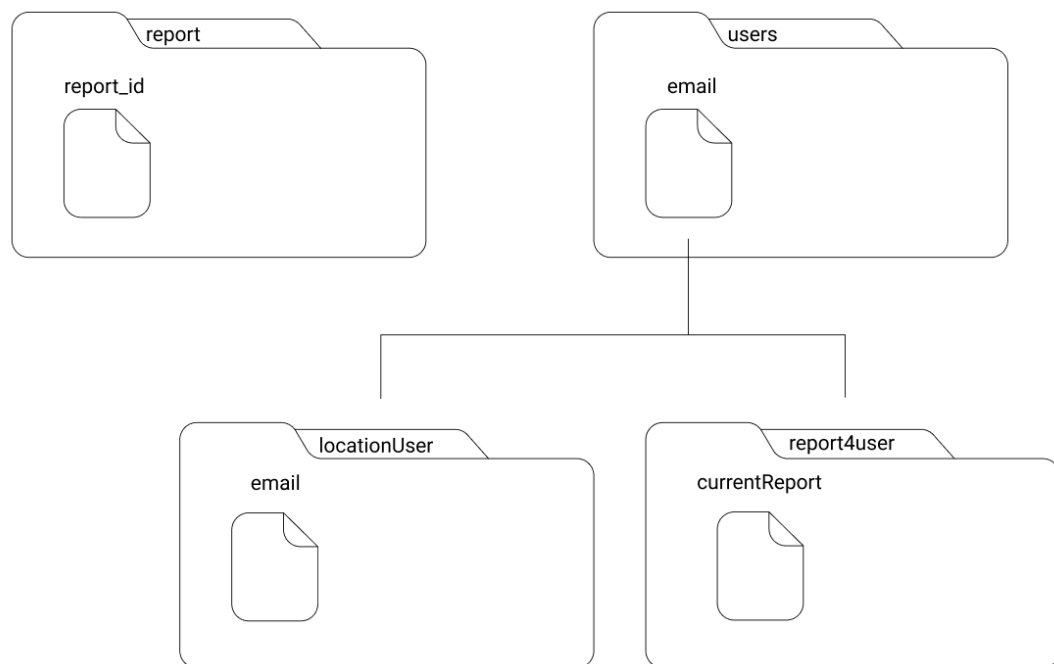 report
report_id
users
email
locationUser
email
report4user
currentReport